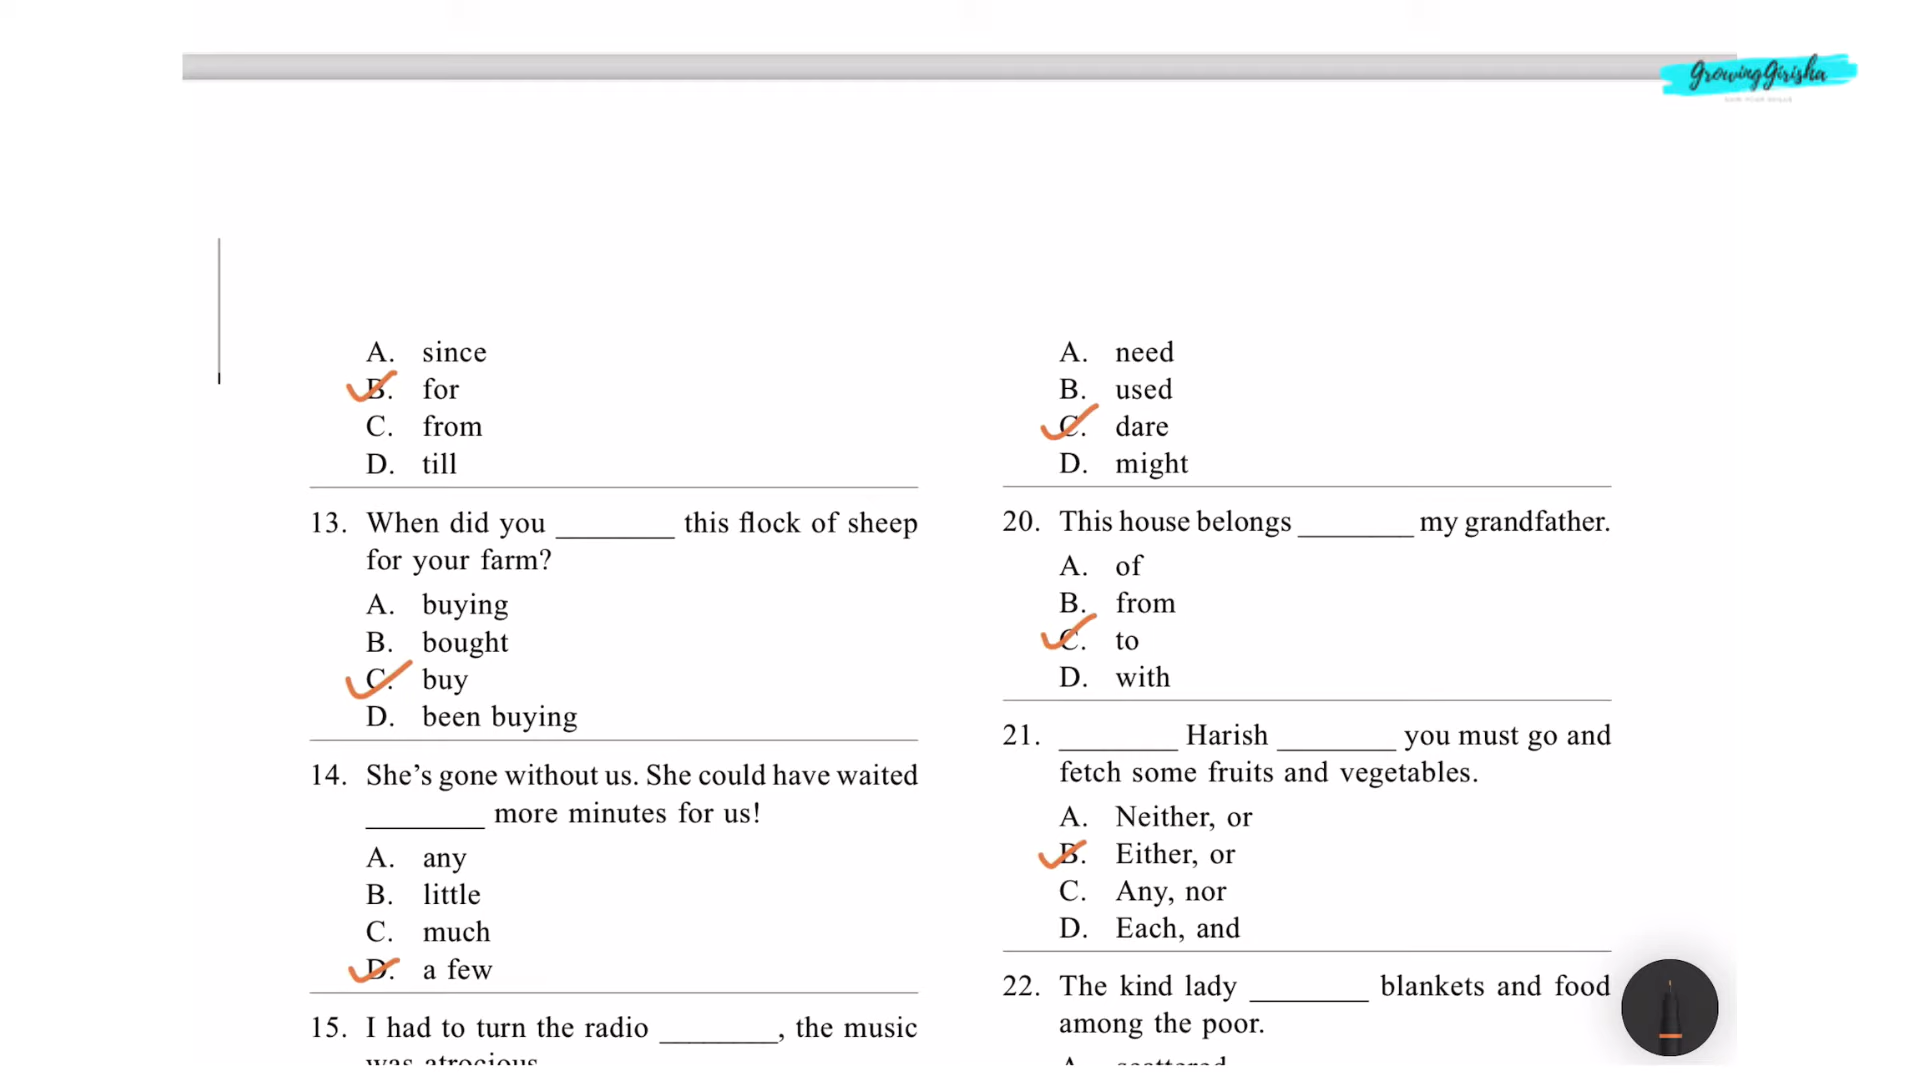 GrowingGirisha
A. since
B. for
C. from
D. till
13. When did you ________ this flock of sheep
for your farm?
A. buying
B. bought
C. buy
D. been buying
14. She’s gone without us. She could have waited
________ more minutes for us!
A. any
B. little
C. much
D. a few
15. I had to turn the radio ________, the music
was atrocious
A. need
B. used
C. dare
D. might
20. This house belongs ________ my grandfather.
A. of
B. from
C. to
D. with
21. ________ Harish ________ you must go and
fetch some fruits and vegetables.
A. Neither, or
B. Either, or
C. Any, nor
D. Each, and
22. The kind lady ________ blankets and food
among the poor.
A. scattered